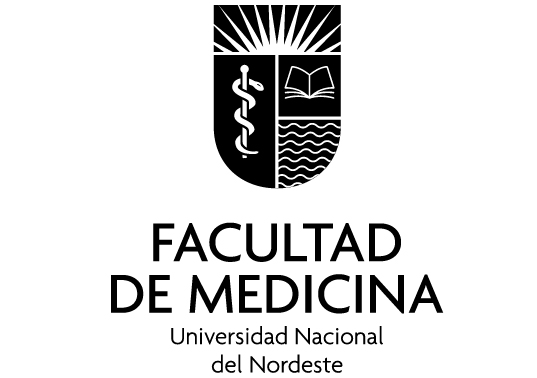 FACULTAD
DE MEDICINA
Universidad Nacional
del Nordeste